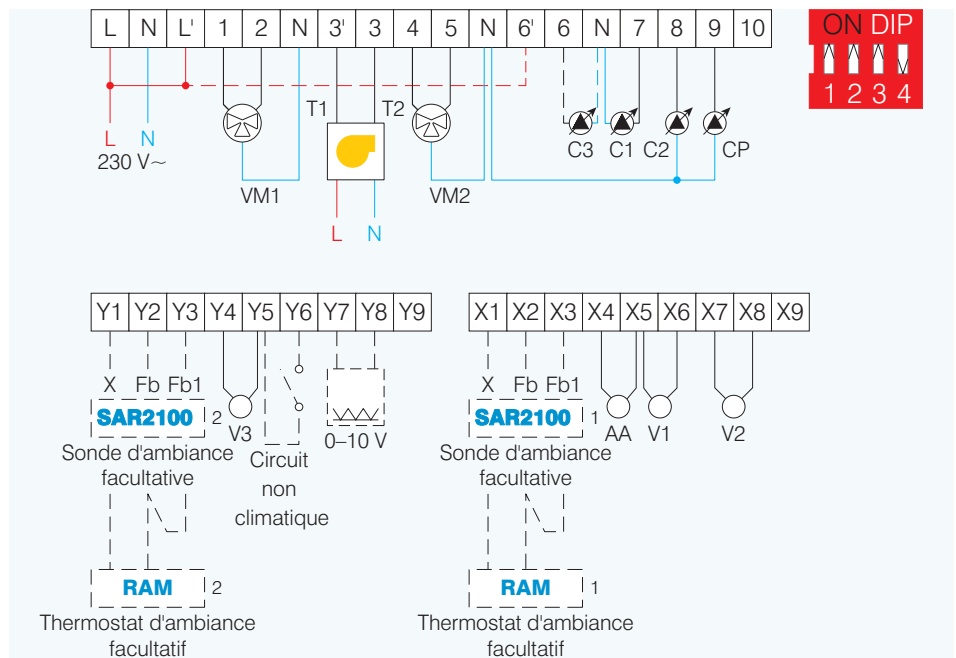 L N L' 1 2 N 3' 3 4 5 N 6' 6 N 7 8 9 10
ON DIP
1 2 3 4
T1 T2
L N
230 V~
C3 C1 C2 CP
VM1 VM2
L N
Y1 Y2 Y3 Y4 Y5 Y6 Y7 Y8 Y9
X1 X2 X3 X4 X5 X6 X7 X8 X9
X Fb Fb1
X Fb Fb1
SAR2100 2
V3
0–10 V
SAR2100 1
AA V1 V2
Sonde d'ambiance
facultative
Circuit
non
climatique
Sonde d'ambiance
facultative
RAM 2
RAM 1
Thermostat d'ambiance
facultatif
Thermostat d'ambiance
facultatif